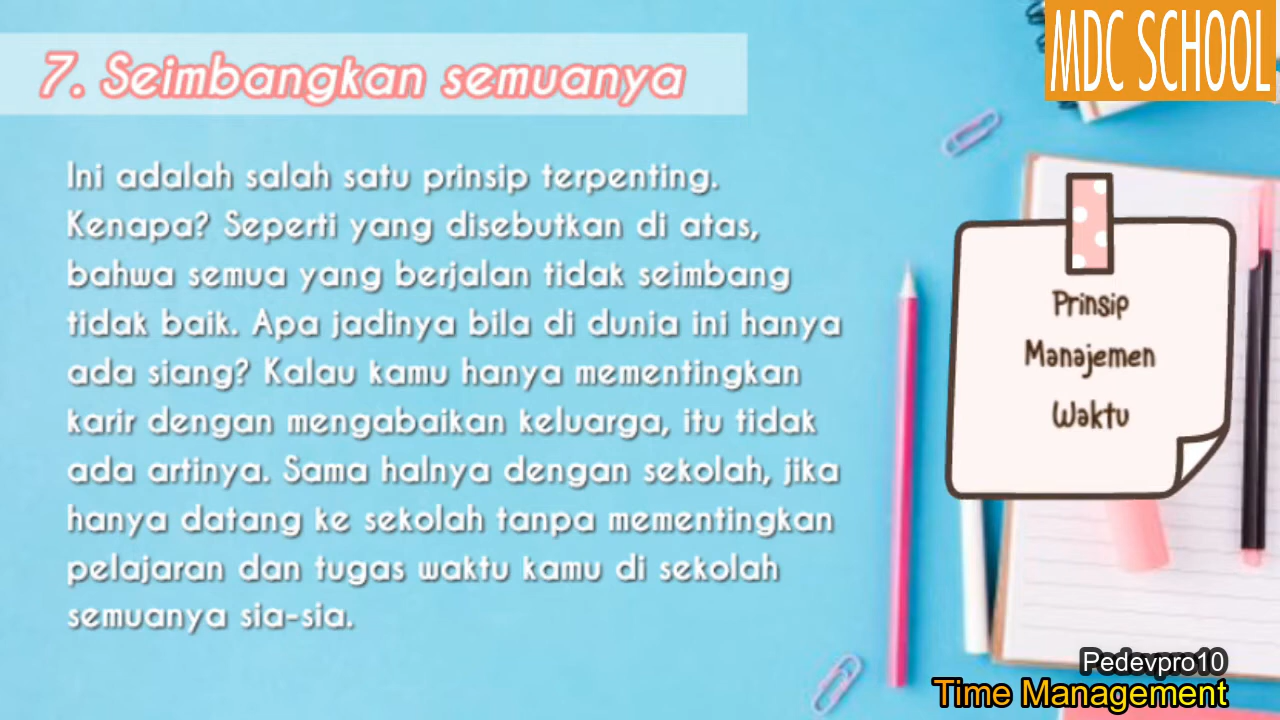 7. Seimbangkan semuanya
MDC SCHOOL
Ini adalah salah satu prinsip terpenting.
Kenapa? Seperti yang disebutkan di atas,
bahwa semua yang berjalan tidak seimbang
tidak baik. Apa jadinya bila di dunia ini hanya
ada siang? Kalau kamu hanya mementingkan
karir dengan mengabaikan keluarga, itu tidak
ada artinya. Sama halnya dengan sekolah, jika
hanya datang ke sekolah tanpa mementingkan
pelajaran dan tugas waktu kamu di sekolah
semuanya sia-sia.
Prinsip
Manajemen
Waktu
Pedevpro10
Time Management